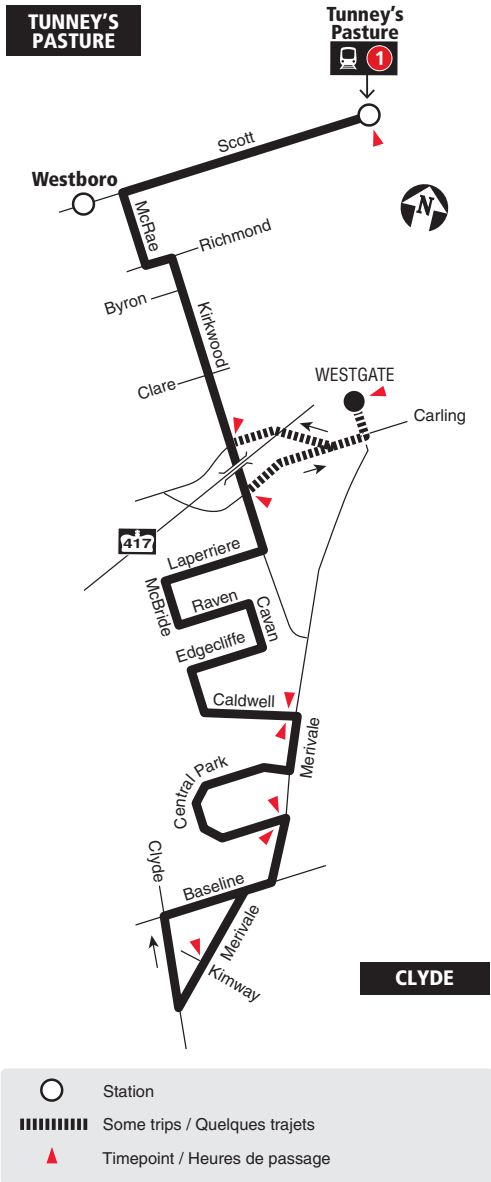 TUNNEY'S
PASTURE
Tunney's
Pasture
1
Scott
Westboro
McRae
N
Richmond
Byron
Kirkwood
Clare
WESTGATE
Carling
417
Laperriere
McBride
Raven
Cavan
Edgecliffe
Caldwell
Merivale
Central Park
Clyde
Baseline
Merivale
Kimway
CLYDE
Station
Some trips / Quelques trajets
Timepoint / Heures de passage